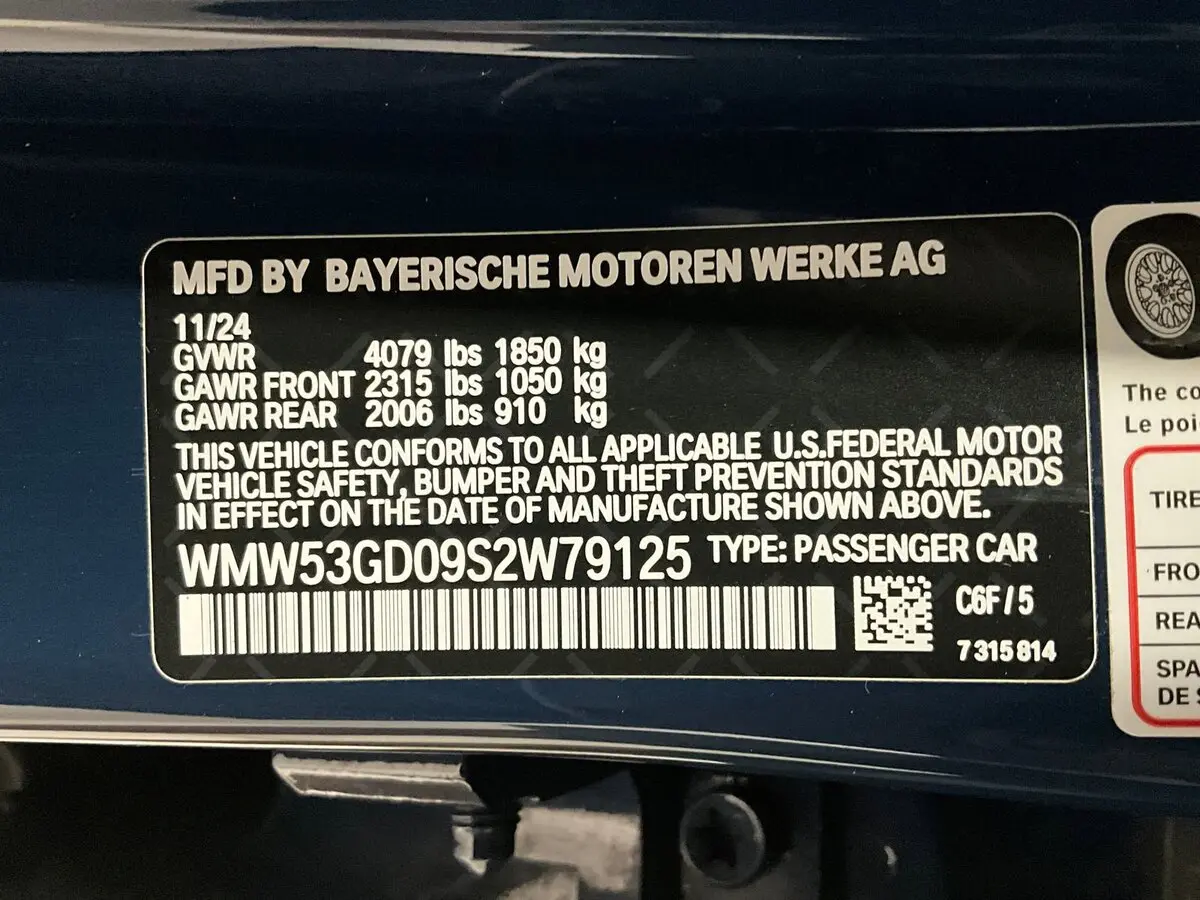 MFD BY BAYERISCHE MOTOREN WERKE AG
11/24
GVWR 4079 lbs 1850 kg
GAWR FRONT 2315 lbs 1050 kg
GAWR REAR 2006 lbs 910 kg
THIS VEHICLE CONFORMS TO ALL APPLICABLE U.S.FEDERAL MOTOR
VEHICLE SAFETY, BUMPER AND THEFT PREVENTION STANDARDS
IN EFFECT ON THE DATE OF MANUFACTURE SHOWN ABOVE.
WMW53GD09S2W79125 TYPE: PASSENGER CAR
C6F/5
7315814
The co
Le poi
TIRE
FRO
REA
SPA
DE